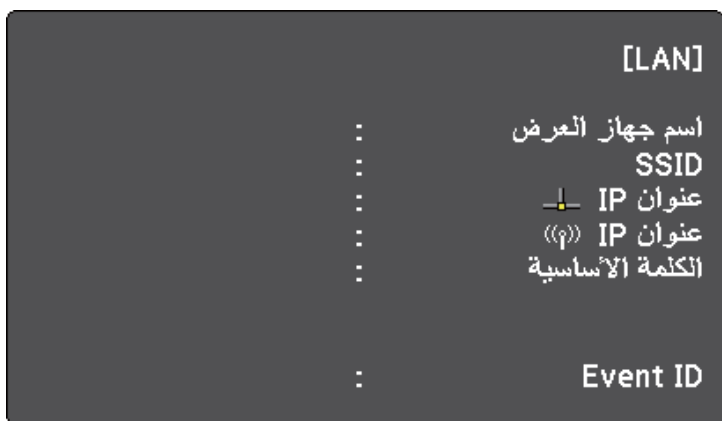 [LAN]
اسم جهاز العرض :
SSID :
عنوان IP :
عنوان IP :
الكلمة الأساسية :
Event ID :